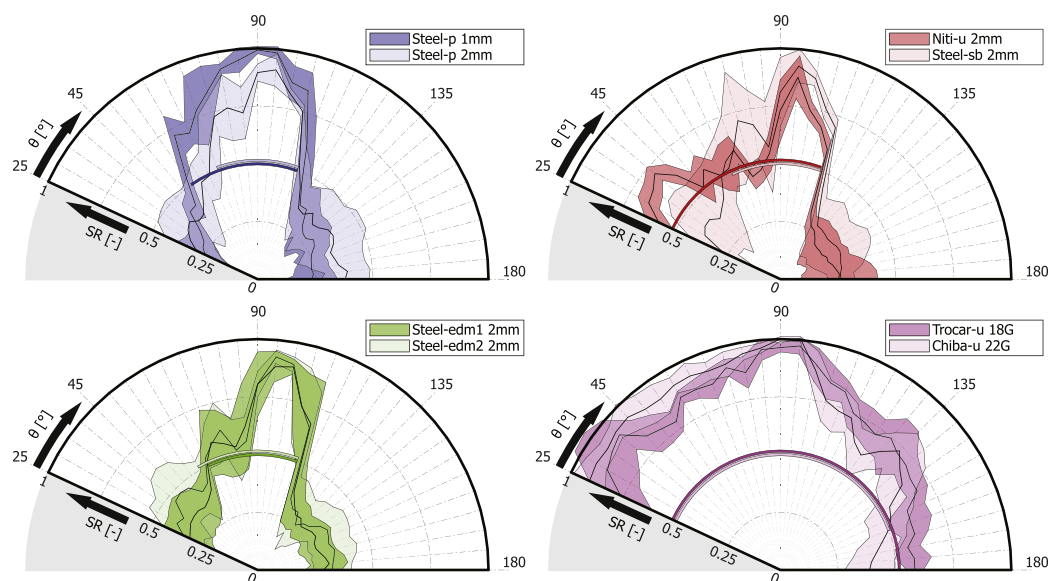 90
Steel-p 1mm
Steel-p 2mm
45
135
θ [°]
25
1
SR [-]
0.5
0.25
0
180
90
Niti-u 2mm
Steel-sb 2mm
45
135
θ [°]
25
1
SR [-]
0.5
0.25
0
180
90
Steel-edm1 2mm
Steel-edm2 2mm
45
135
θ [°]
25
1
SR [-]
0.5
0.25
0
180
90
Trocar-u 18G
Chiba-u 22G
45
135
θ [°]
25
1
SR [-]
0.5
0.25
0
180